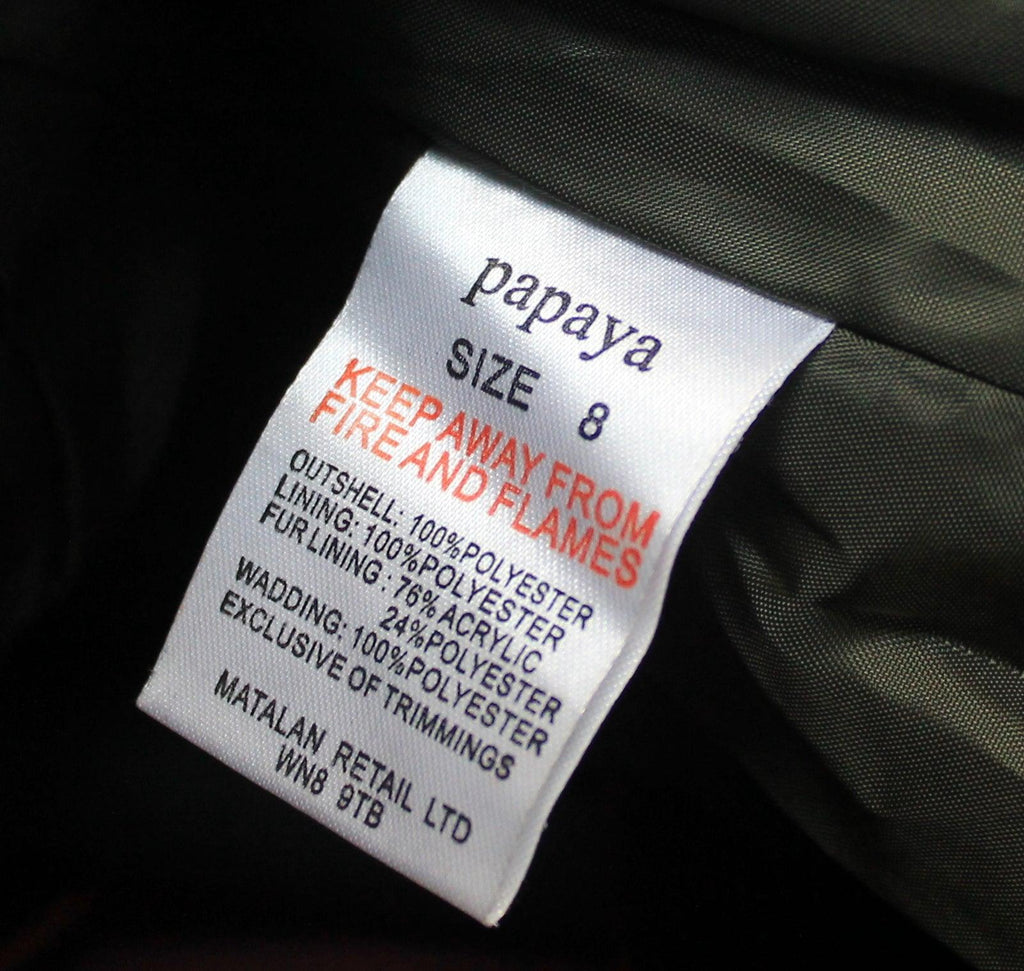 papaya
SIZE 8
KEEP AWAY FROM
FIRE AND FLAMES
OUTSHELL: 100%POLYESTER
LINING: 100%POLYESTER
FUR LINING: 76% ACRYLIC
24%POLYESTER
WADDING: 100%POLYESTER
EXCLUSIVE OF TRIMMINGS
MATALAN RETAIL LTD
WN8 9TB